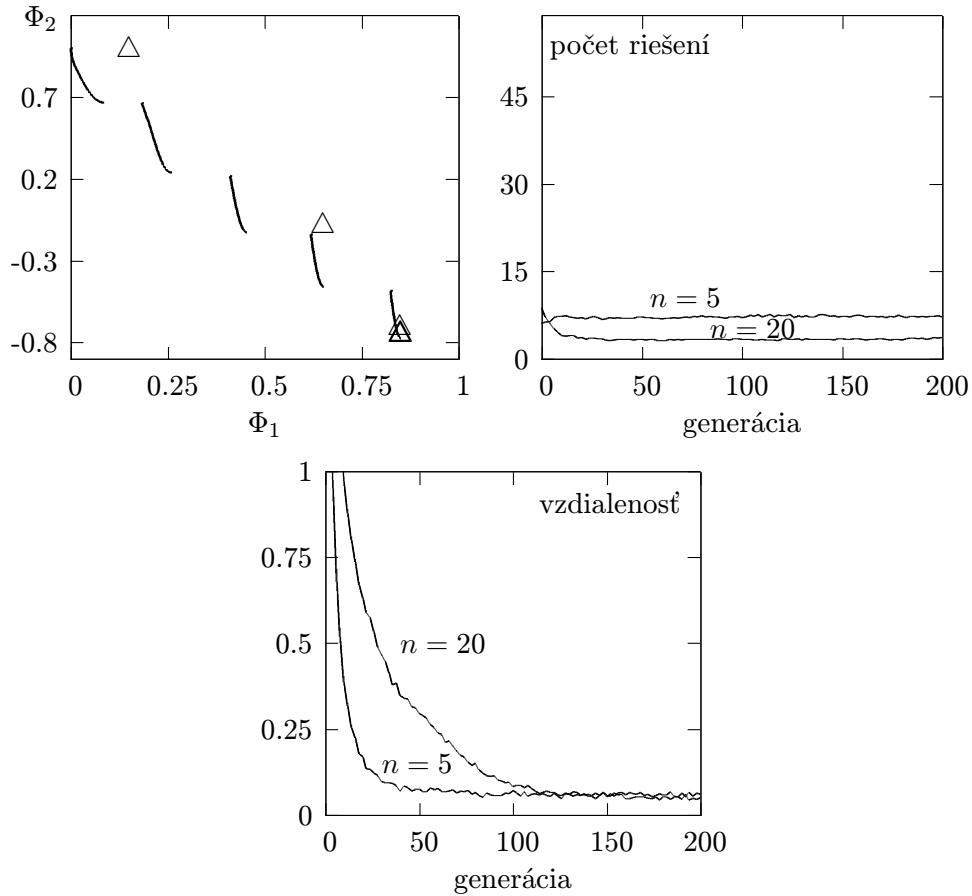 Φ2
0.7
0.2
-0.3
-0.8
0 0.25 0.5 0.75 1
Φ1
počet riešení
45
30
15
0
n = 5
n = 20
0 50 100 150 200
generácia
1
0.75
0.5
0.25
0
vzdialenosť
n = 20
n = 5
0 50 100 150 200
generácia